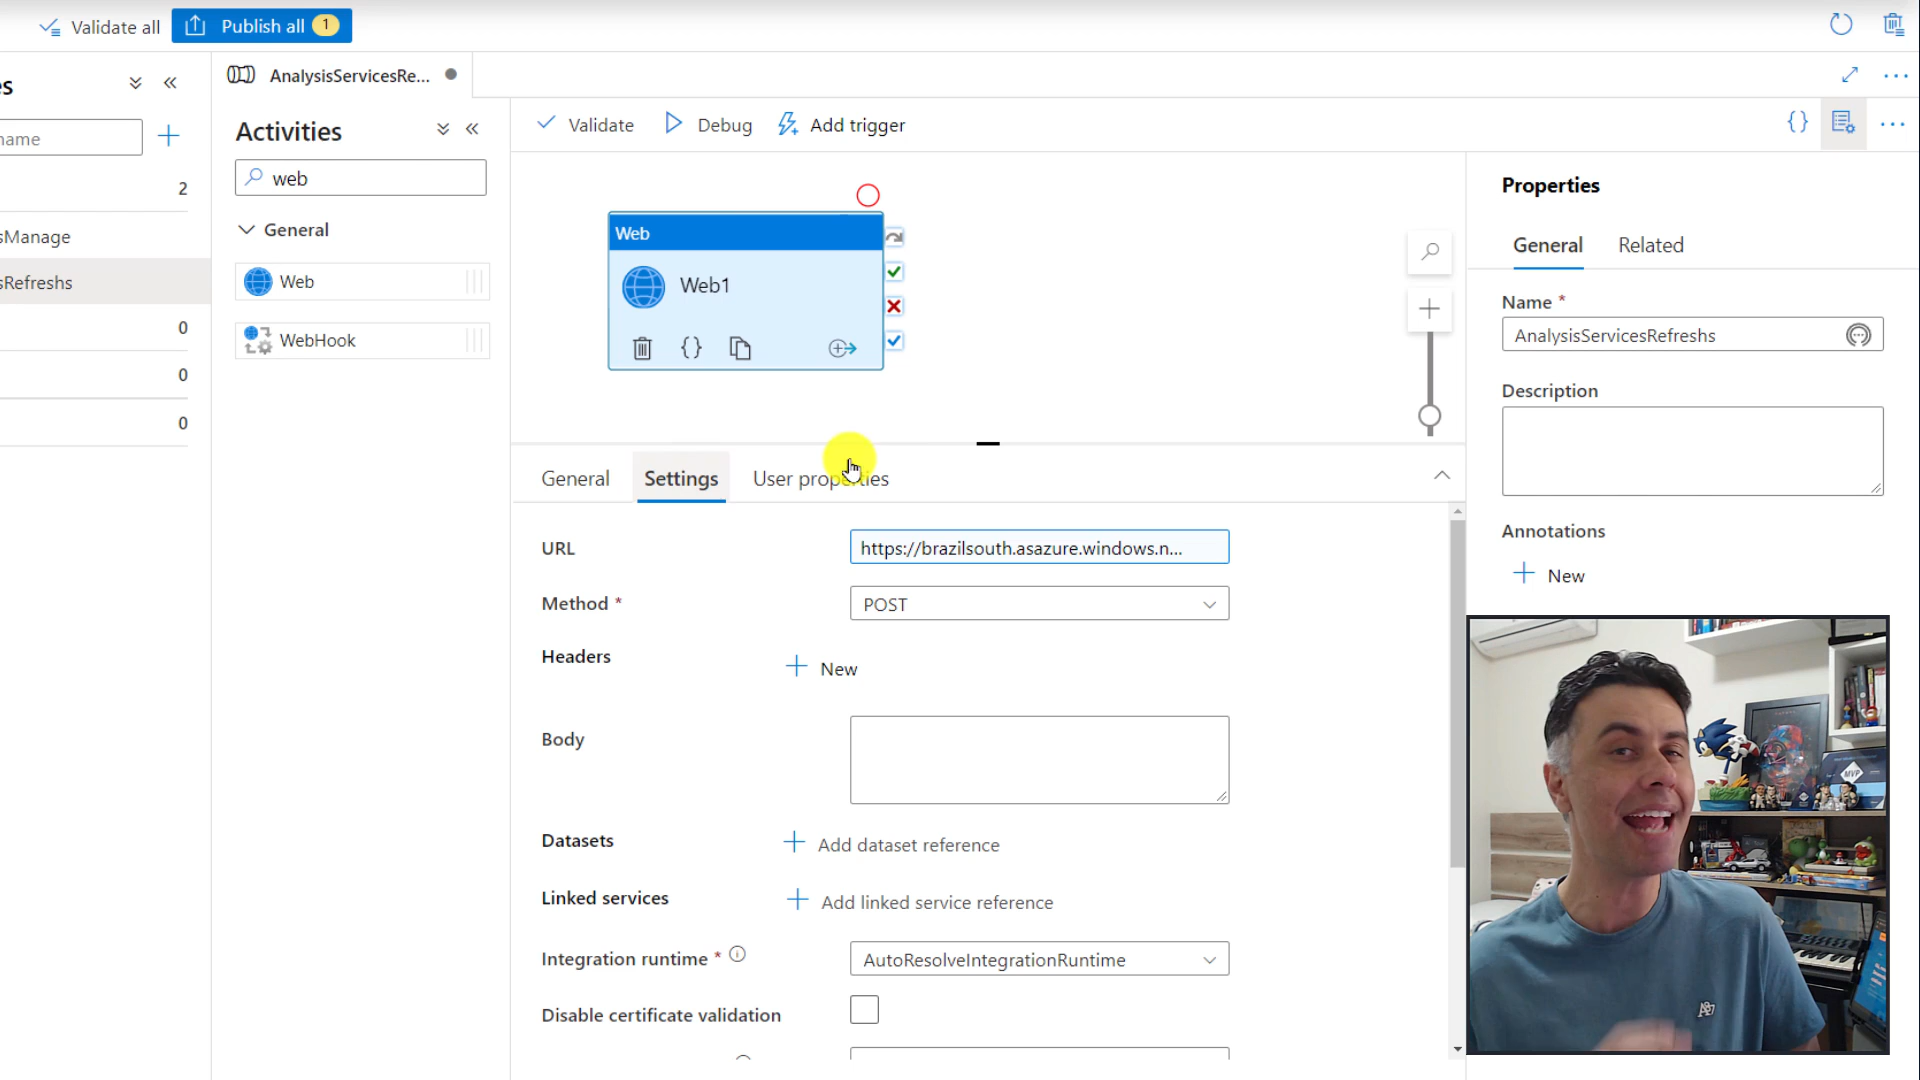 Validate all
Publish all
1
s
name
2
sManage
sRefreshs
0
0
0
AnalysisServicesRe...
Activities
web
General
Web
WebHook
Validate
Debug
Add trigger
{}
Web
Web1
{}
General
Settings
User properties
URL
https://brazilsouth.asazure.windows.n...
Method *
POST
Headers
New
Body
Datasets
Add dataset reference
Linked services
Add linked service reference
Integration runtime *
AutoResolveIntegrationRuntime
Disable certificate validation
Properties
General
Related
Name *
AnalysisServicesRefreshs
Description
Annotations
New
MVP